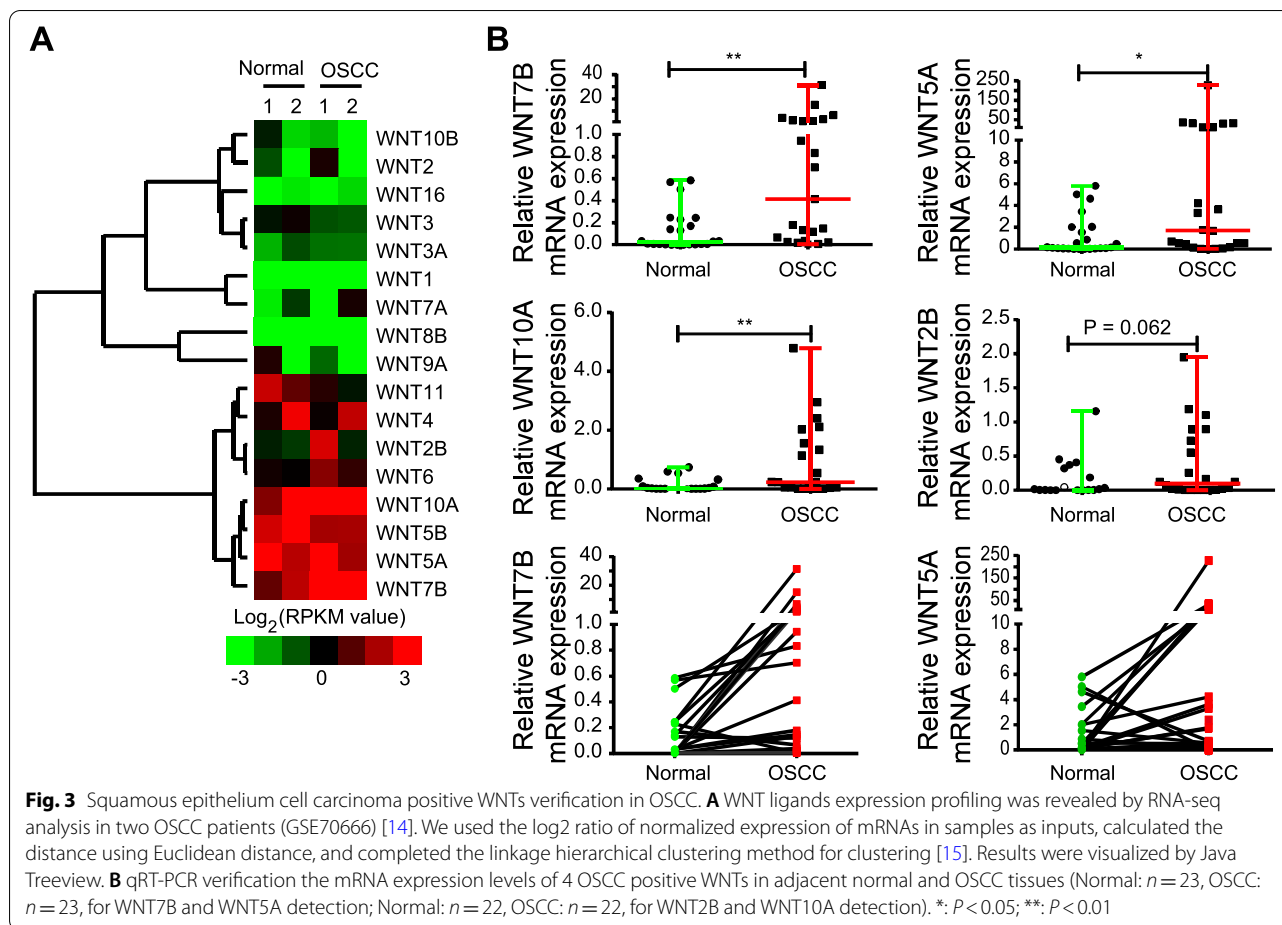 A
Normal OSCC
1 2 1 2
WNT10B
WNT2
WNT16
WNT3
WNT3A
WNT1
WNT7A
WNT8B
WNT9A
WNT11
WNT4
WNT2B
WNT6
WNT10A
WNT5B
WNT5A
WNT7B
Log2(RPKM value)
-3 0 3
B
Relative WNT7B
mRNA expression
40
20
1.0
0.8
0.6
0.4
0.2
0.0
**
Normal OSCC
Relative WNT5A
mRNA expression
250
150
50
10
8
6
4
2
0
*
Normal OSCC
Relative WNT10A
mRNA expression
6.0
4.0
2.0
0.0
**
Normal OSCC
Relative WNT2B
mRNA expression
2.5
2.0
1.5
1.0
0.5
0.0
P = 0.062
Normal OSCC
Relative WNT7B
mRNA expression
40
20
1.0
0.8
0.6
0.4
0.2
0.0
Normal OSCC
Relative WNT5A
mRNA expression
250
150
50
10
8
6
4
2
0
Normal OSCC
Fig. 3 Squamous epithelium cell carcinoma positive WNTs verification in OSCC. A WNT ligands expression profiling was revealed by RNA-seq
analysis in two OSCC patients (GSE70666) [14]. We used the log2 ratio of normalized expression of mRNAs in samples as inputs, calculated the
distance using Euclidean distance, and completed the linkage hierarchical clustering method for clustering [15]. Results were visualized by Java
Treeview. B qRT-PCR verification the mRNA expression levels of 4 OSCC positive WNTs in adjacent normal and OSCC tissues (Normal: n = 23, OSCC:
n = 23, for WNT7B and WNT5A detection; Normal: n = 22, OSCC: n = 22, for WNT2B and WNT10A detection). *: P < 0.05; **: P < 0.01